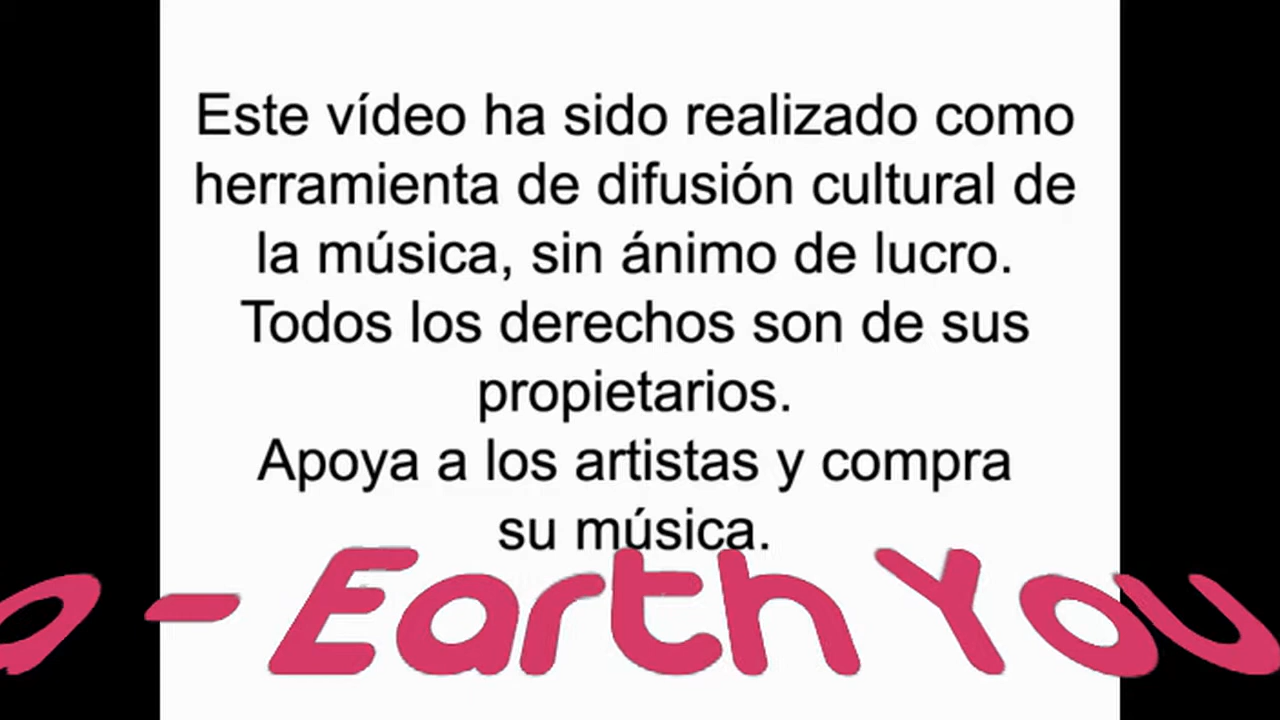 Este vídeo ha sido realizado como
herramienta de difusión cultural de
la música, sin ánimo de lucro.
Todos los derechos son de sus
propietarios.
Apoya a los artistas y compra
su música.
- Earth You